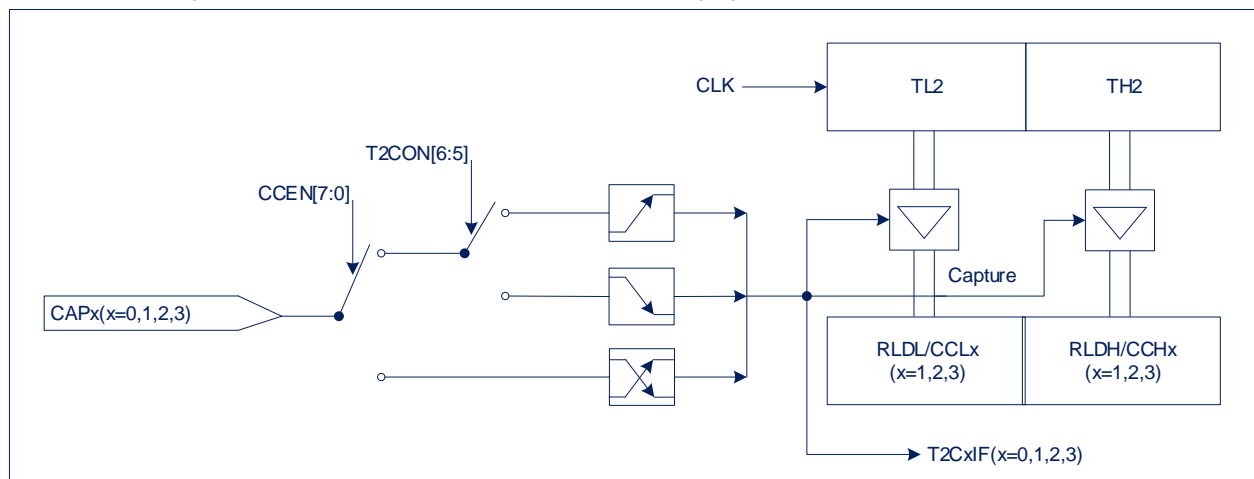 CLK
TL2
TH2
T2CON[6:5]
CCEN[7:0]
Capture
CAPx(x=0,1,2,3)
RLDL/CCLx
(x=1,2,3)
RLDH/CCHx
(x=1,2,3)
T2CxIF(x=0,1,2,3)